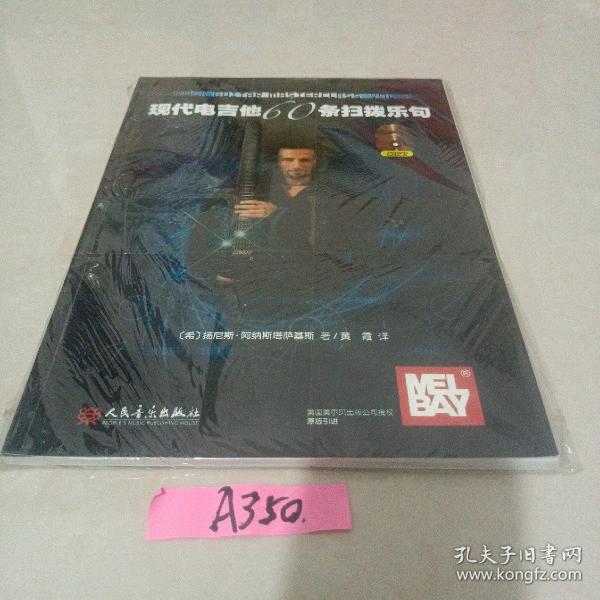 GUITAR MASTERCLASS
现代电吉他60条扫拨乐句
[希]扬尼斯·阿纳斯塔萨基斯 著/黄 霞 译
MEL BAY®
人民音乐出版社
PEOPLE'S MUSIC PUBLISHING HOUSE
美国美尔贝出版公司授权
原版引进
A350.
孔夫子旧书网
www.kongfz.com